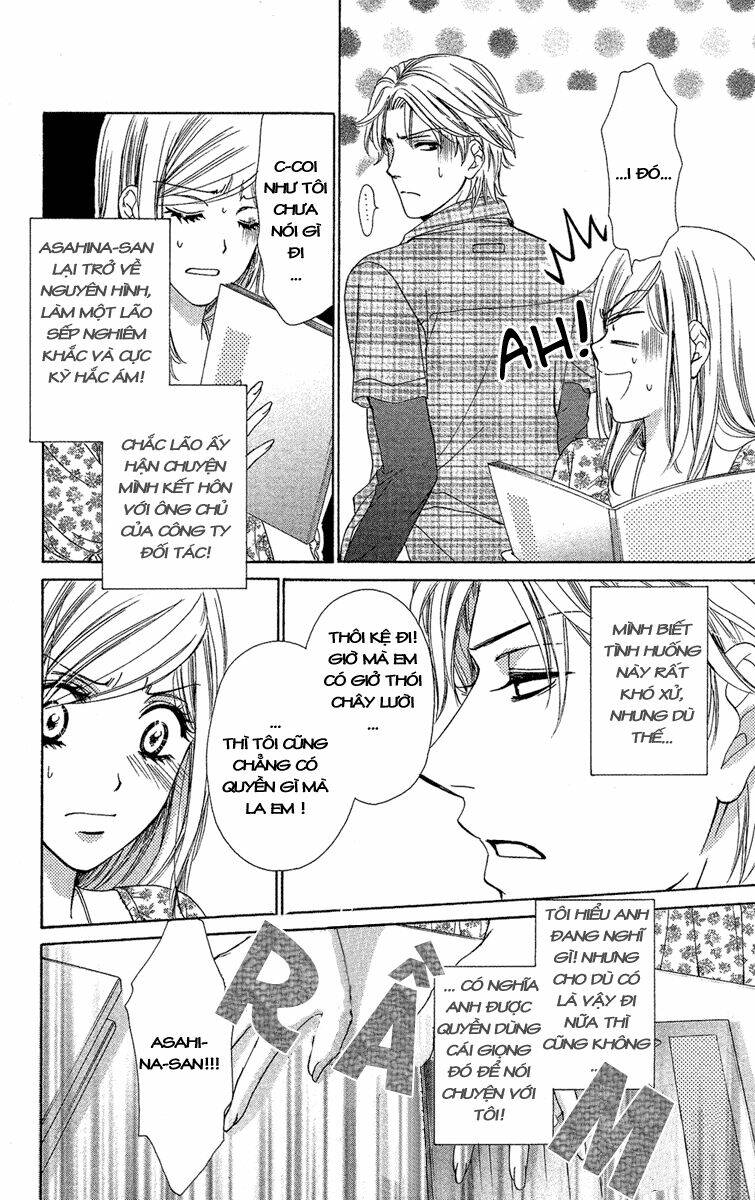 ...I ĐÓ...
AH!
......
C-COI
NHƯ TÔI
CHƯA
NÓI GÌ
ĐI
...
ASAHINA-SAN
LẠI TRỞ VỀ
NGUYÊN HÌNH,
LÀM MỘT LÃO
SẾP NGHIÊM
KHẮC VÀ CỰC
KỲ HẮC ÁM!
CHẮC LÃO ẤY
HẬN CHUYỆN
MÌNH KẾT HÔN
VỚI ÔNG CHỦ
CỦA CÔNG TY
ĐỐI TÁC!
MÌNH BIẾT
TÌNH HUỐNG
NÀY RẤT
KHÓ XỬ,
NHƯNG DÙ
THẾ...
THÔI KỆ ĐI!
GIỜ MÀ EM
CÓ GIỞ THÓI
CHÂY LƯỜI
...
...
THÌ TÔI CŨNG
CHẲNG CÓ
QUYỀN GÌ MÀ
LA EM !
TÔI HIỂU ANH
ĐANG NGHĨ
GÌ! NHƯNG
CHO DÙ CÓ
LÀ VẬY ĐI
NỮA THÌ
CŨNG KHÔNG
..
... CÓ NGHĨA
ANH ĐƯỢC
QUYỀN DÙNG
CÁI GIỌNG
ĐÓ ĐỂ NÓI
CHUYỆN VỚI
TÔI!
RẦM
ASAHI-
NA-SAN!!!